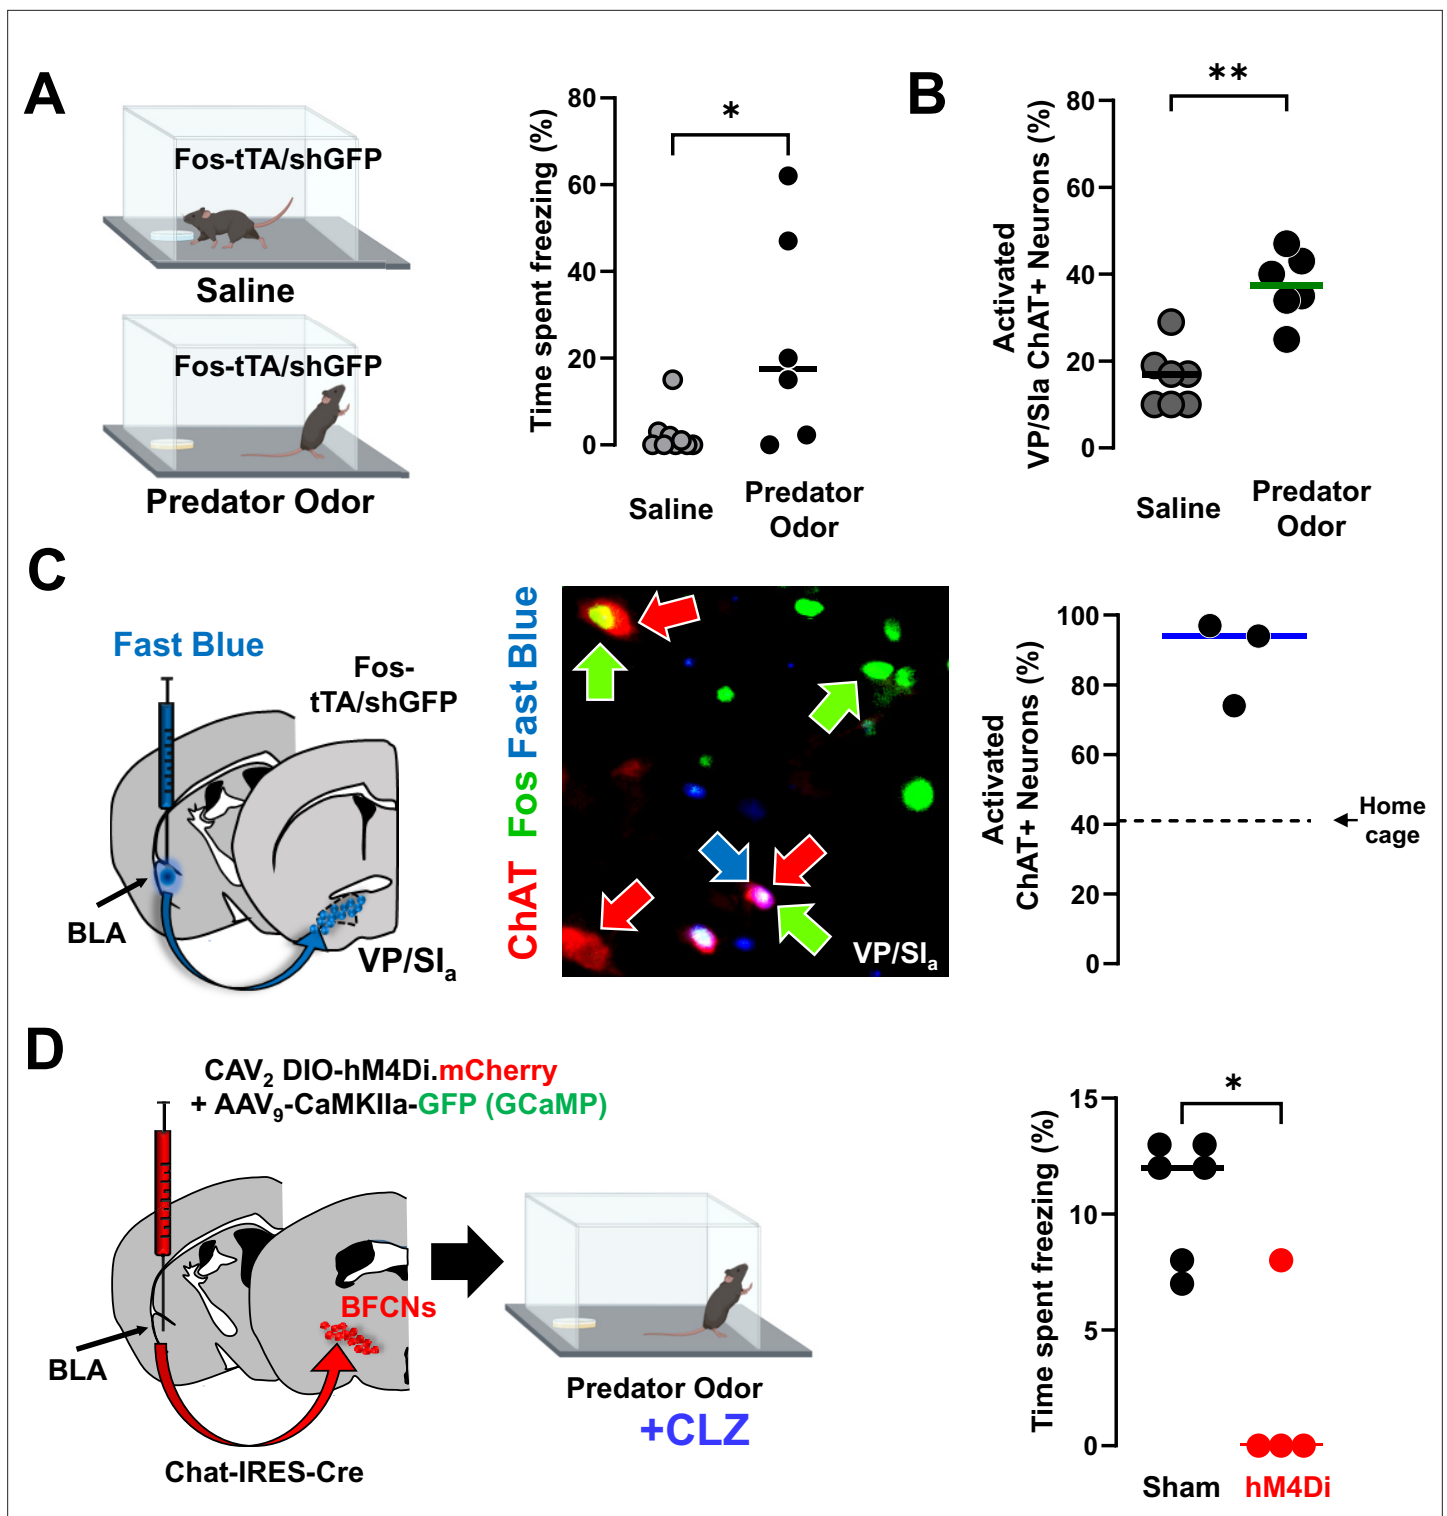 A
Fos-tTA/shGFP
Saline
Fos-tTA/shGFP
Predator Odor
Time spent freezing (%)
80
60
40
20
0
*
Saline
Predator
Odor
B
Activated
VP/SIa ChAT+ Neurons (%)
80
60
40
20
0
**
Saline
Predator
Odor
C
Fast Blue
Fos-
tTA/shGFP
BLA
VP/SIa
ChAT Fos Fast Blue
VP/SIa
Activated
ChAT+ Neurons (%)
100
80
60
40
20
0
Home
cage
D
CAV2 DIO-hM4Di.mCherry
+ AAV9-CaMKIIa-GFP (GCaMP)
BFCNs
BLA
Chat-IRES-Cre
Predator Odor
+CLZ
Time spent freezing (%)
15
10
5
0
*
Sham
hM4Di